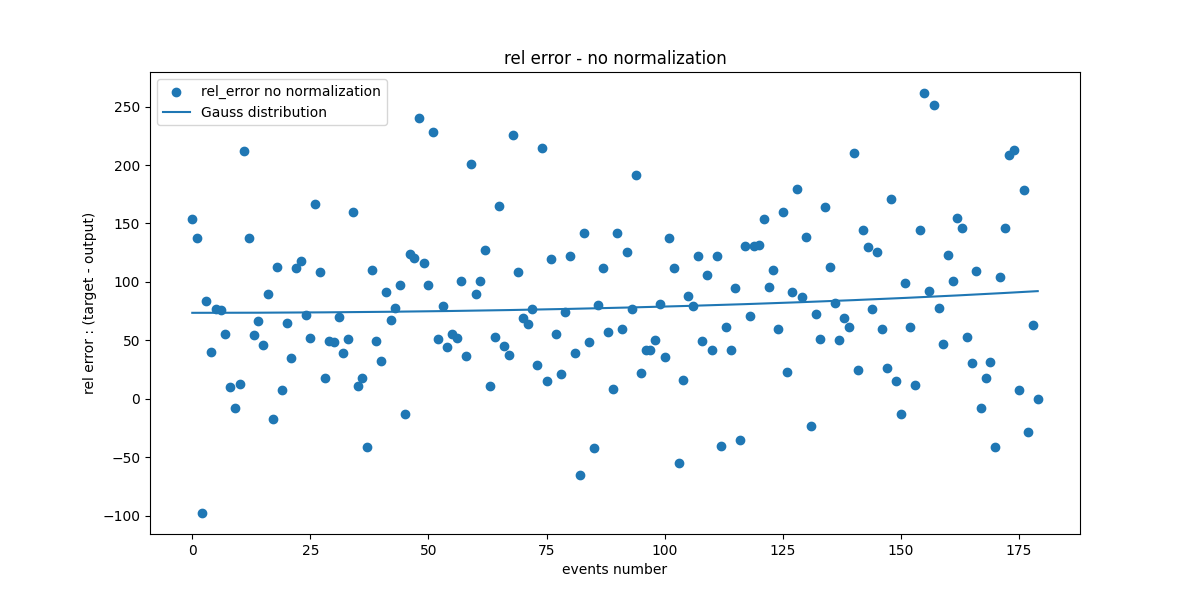 rel error - no normalization
rel_error no normalization
Gauss distribution
rel error : (target - output)
250
200
150
100
50
0
−50
−100
0 25 50 75 100 125 150 175
events number